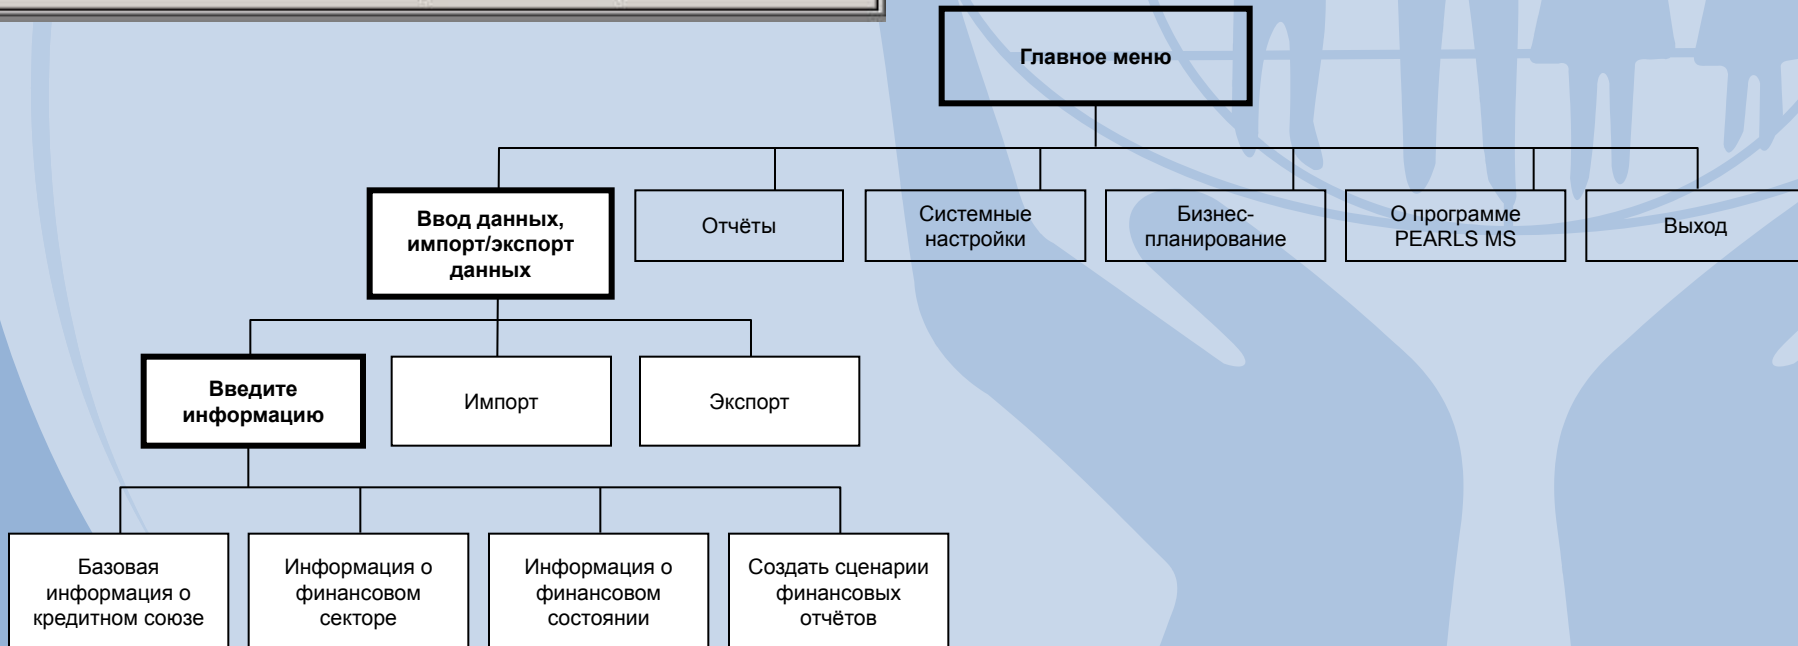 Главное меню
Ввод данных,
импорт/экспорт
данных
Отчёты
Системные
настройки
Бизнес-
планирование
О программе
PEARLS MS
Выход
Введите
информацию
Импорт
Экспорт
Базовая
информация о
кредитном союзе
Информация о
финансовом
секторе
Информация о
финансовом
состоянии
Создать сценарии
финансовых
отчётов